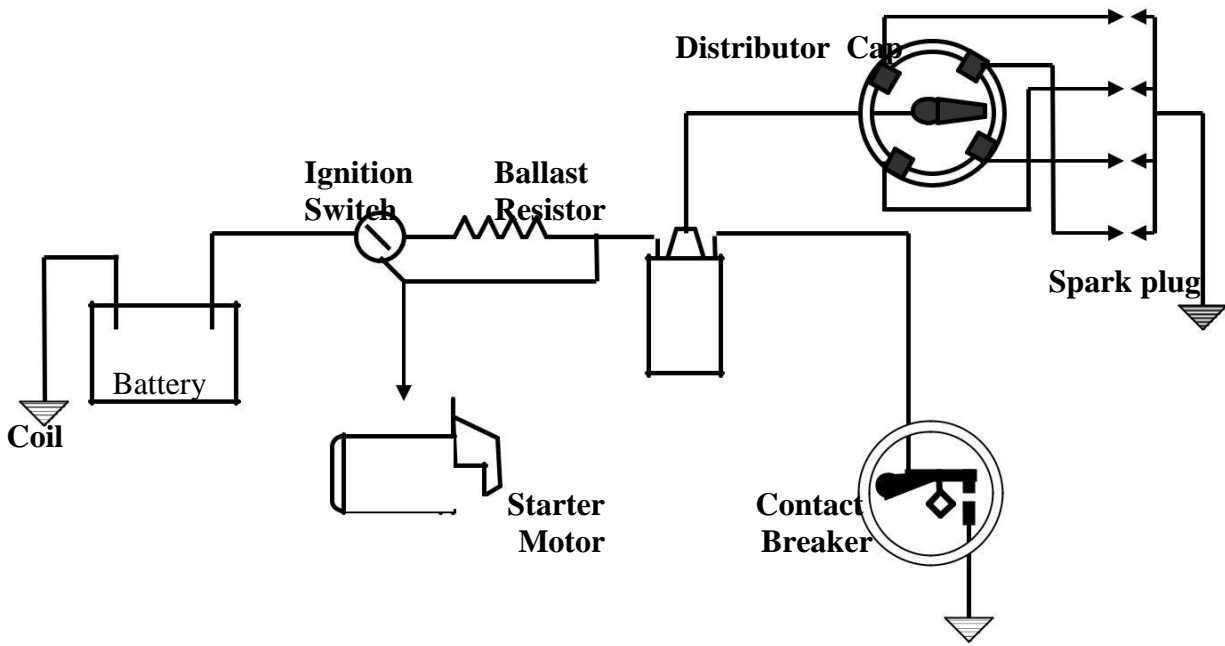 Distributor Cap
Ignition
Switch
Ballast
Resistor
Spark plug
Battery
Coil
Starter
Motor
Contact
Breaker